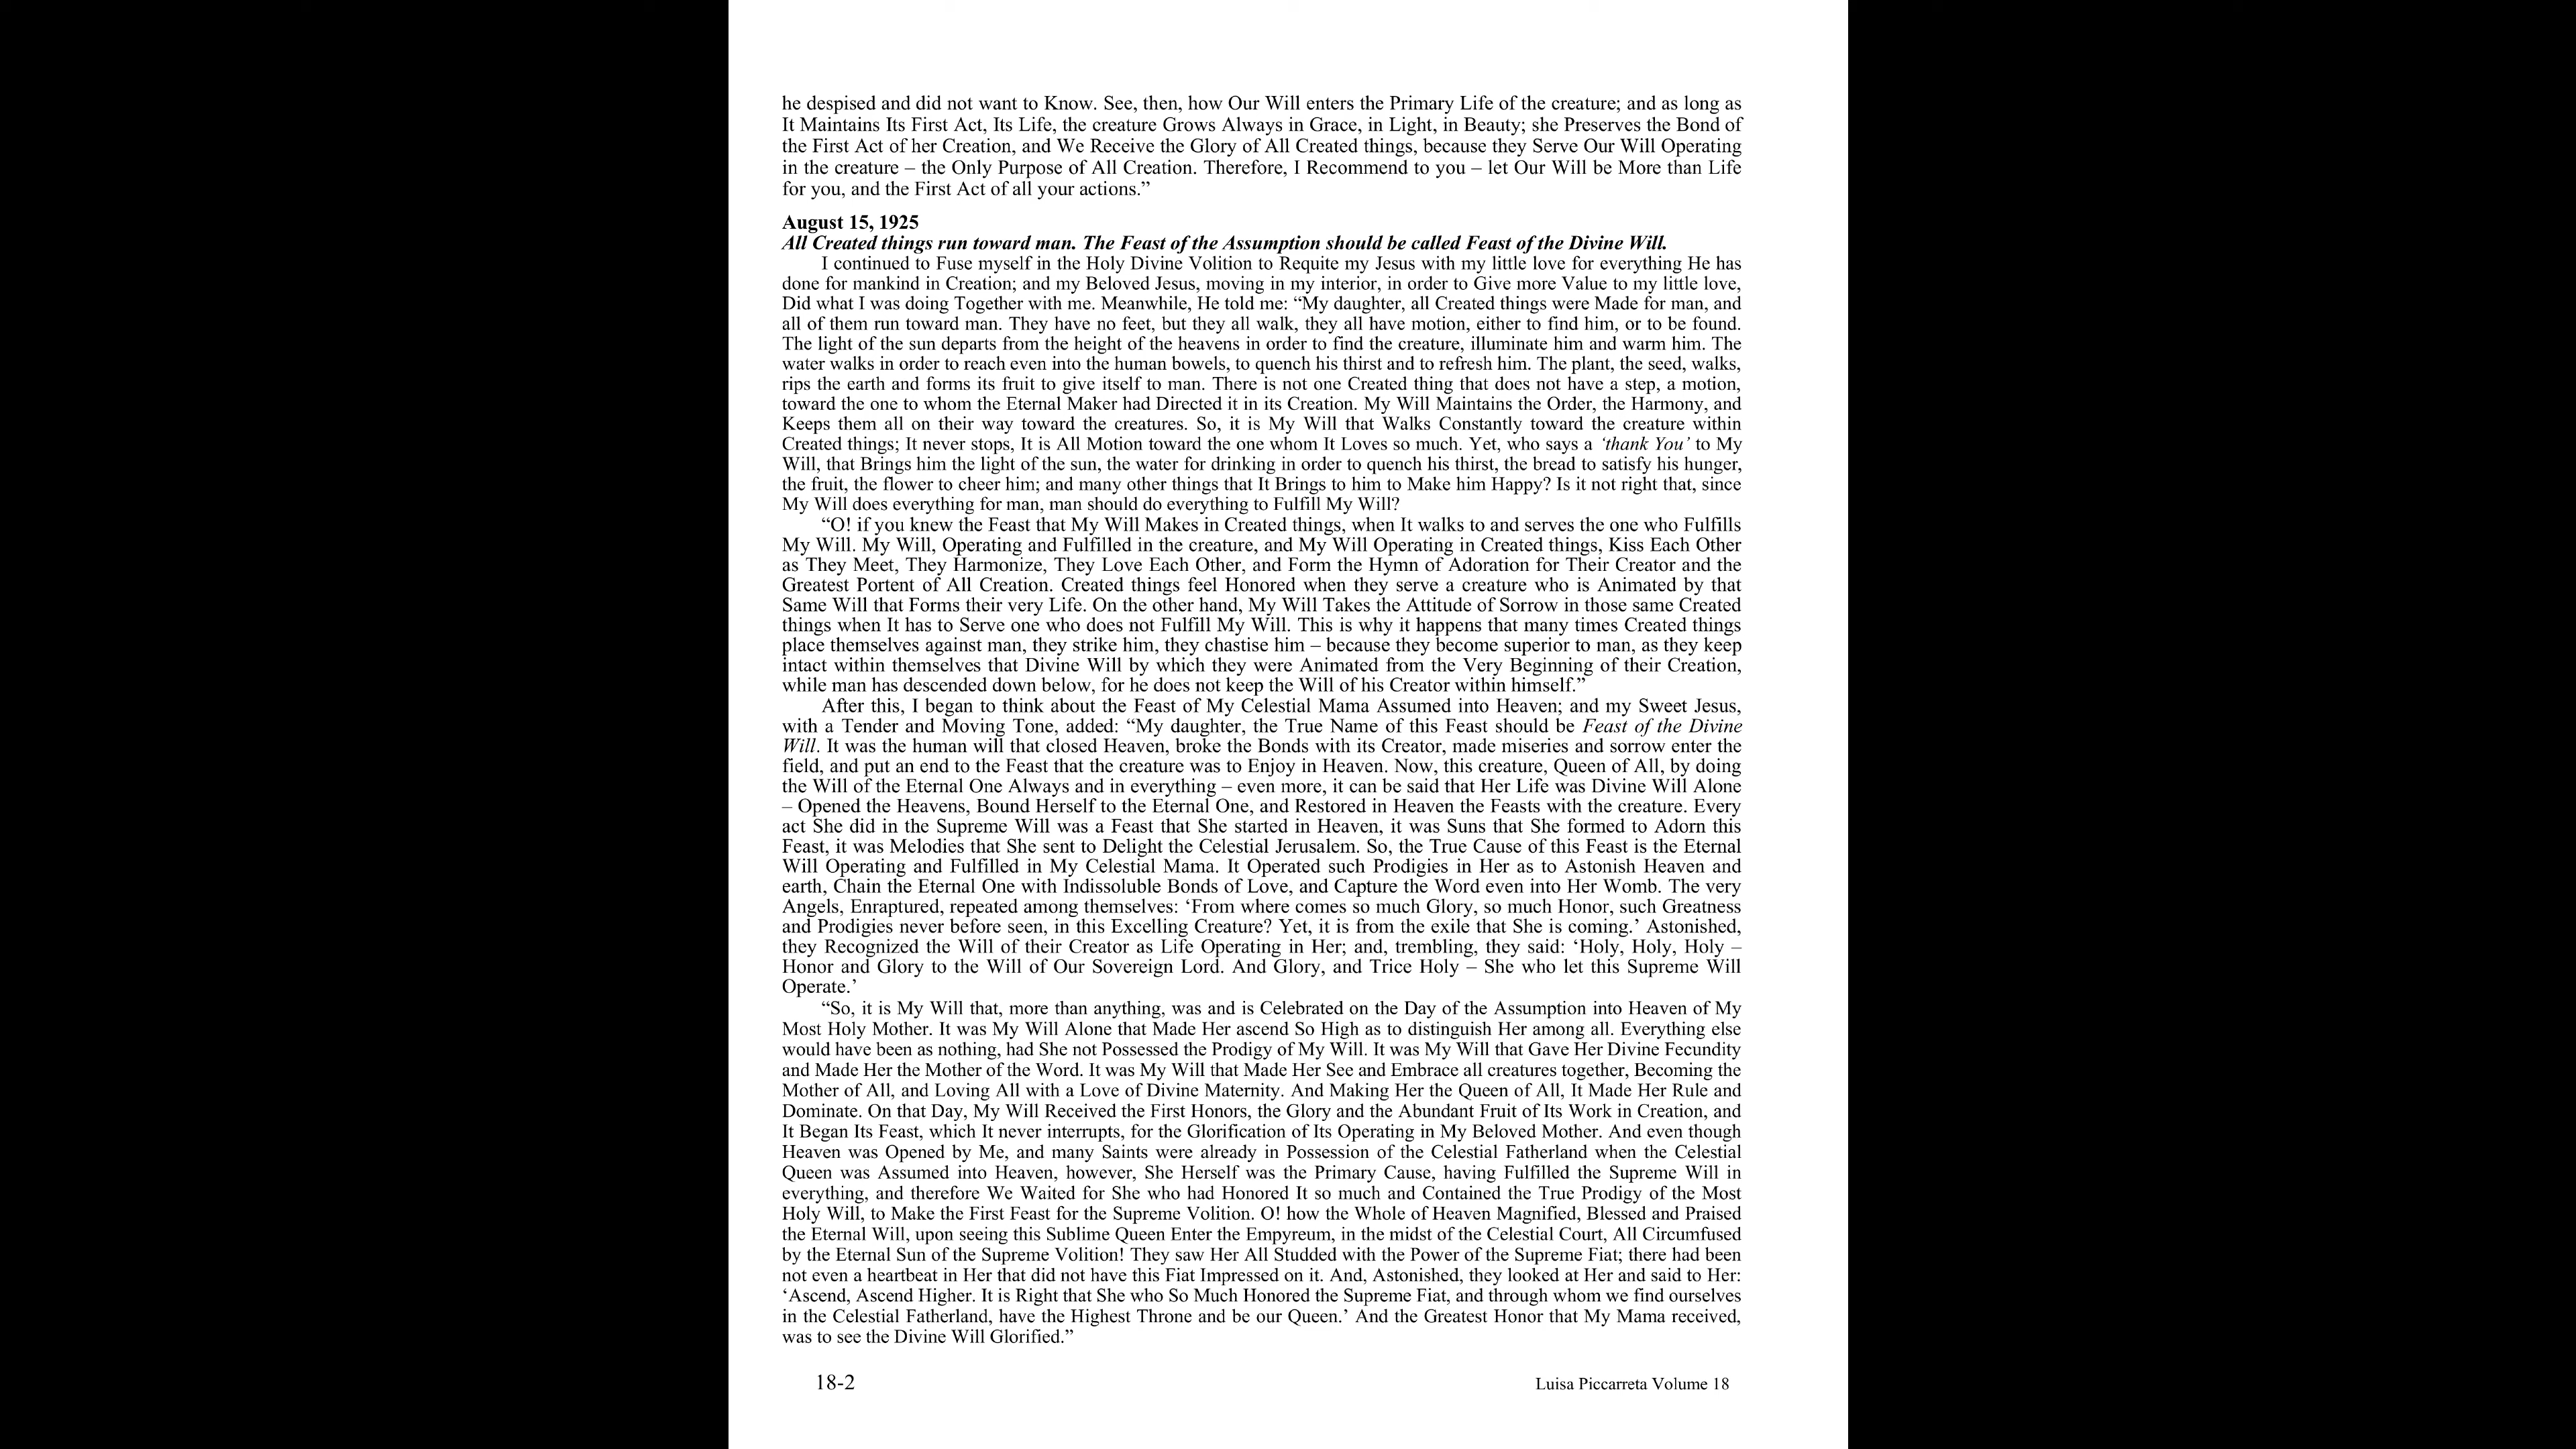 he despised and did not want to Know. See, then, how Our Will enters the Primary Life of the creature; and as long as
It Maintains Its First Act, Its Life, the creature Grows Always in Grace, in Light, in Beauty; she Preserves the Bond of
the First Act of her Creation, and We Receive the Glory of All Created things, because they Serve Our Will Operating
in the creature – the Only Purpose of All Creation. Therefore, I Recommend to you – let Our Will be More than Life
for you, and the First Act of all your actions.”
August 15, 1925
All Created things run toward man. The Feast of the Assumption should be called Feast of the Divine Will.
I continued to Fuse myself in the Holy Divine Volition to Requite my Jesus with my little love for everything He has
done for mankind in Creation; and my Beloved Jesus, moving in my interior, in order to Give more Value to my little love,
Did what I was doing Together with me. Meanwhile, He told me: “My daughter, all Created things were Made for man, and
all of them run toward man. They have no feet, but they all walk, they all have motion, either to find him, or to be found.
The light of the sun departs from the height of the heavens in order to find the creature, illuminate him and warm him. The
water walks in order to reach even into the human bowels, to quench his thirst and to refresh him. The plant, the seed, walks,
rips the earth and forms its fruit to give itself to man. There is not one Created thing that does not have a step, a motion,
toward the one to whom the Eternal Maker had Directed it in its Creation. My Will Maintains the Order, the Harmony, and
Keeps them all on their way toward the creatures. So, it is My Will that Walks Constantly toward the creature within
Created things; It never stops, It is All Motion toward the one whom It Loves so much. Yet, who says a ‘thank You’ to My
Will, that Brings him the light of the sun, the water for drinking in order to quench his thirst, the bread to satisfy his hunger,
the fruit, the flower to cheer him; and many other things that It Brings to him to Make him Happy? Is it not right that, since
My Will does everything for man, man should do everything to Fulfill My Will?
“O! if you knew the Feast that My Will Makes in Created things, when It walks to and serves the one who Fulfills
My Will. My Will, Operating and Fulfilled in the creature, and My Will Operating in Created things, Kiss Each Other
as They Meet, They Harmonize, They Love Each Other, and Form the Hymn of Adoration for Their Creator and the
Greatest Portent of All Creation. Created things feel Honored when they serve a creature who is Animated by that
Same Will that Forms their very Life. On the other hand, My Will Takes the Attitude of Sorrow in those same Created
things when It has to Serve one who does not Fulfill My Will. This is why it happens that many times Created things
place themselves against man, they strike him, they chastise him – because they become superior to man, as they keep
intact within themselves that Divine Will by which they were Animated from the Very Beginning of their Creation,
while man has descended down below, for he does not keep the Will of his Creator within himself.”
After this, I began to think about the Feast of My Celestial Mama Assumed into Heaven; and my Sweet Jesus,
with a Tender and Moving Tone, added: “My daughter, the True Name of this Feast should be Feast of the Divine
Will. It was the human will that closed Heaven, broke the Bonds with its Creator, made miseries and sorrow enter the
field, and put an end to the Feast that the creature was to Enjoy in Heaven. Now, this creature, Queen of All, by doing
the Will of the Eternal One Always and in everything – even more, it can be said that Her Life was Divine Will Alone
– Opened the Heavens, Bound Herself to the Eternal One, and Restored in Heaven the Feasts with the creature. Every
act She did in the Supreme Will was a Feast that She started in Heaven, it was Suns that She formed to Adorn this
Feast, it was Melodies that She sent to Delight the Celestial Jerusalem. So, the True Cause of this Feast is the Eternal
Will Operating and Fulfilled in My Celestial Mama. It Operated such Prodigies in Her as to Astonish Heaven and
earth, Chain the Eternal One with Indissoluble Bonds of Love, and Capture the Word even into Her Womb. The very
Angels, Enraptured, repeated among themselves: ‘From where comes so much Glory, so much Honor, such Greatness
and Prodigies never before seen, in this Excelling Creature? Yet, it is from the exile that She is coming.’ Astonished,
they Recognized the Will of their Creator as Life Operating in Her; and, trembling, they said: ‘Holy, Holy, Holy –
Honor and Glory to the Will of Our Sovereign Lord. And Glory, and Trice Holy – She who let this Supreme Will
Operate.’
“So, it is My Will that, more than anything, was and is Celebrated on the Day of the Assumption into Heaven of My
Most Holy Mother. It was My Will Alone that Made Her ascend So High as to distinguish Her among all. Everything else
would have been as nothing, had She not Possessed the Prodigy of My Will. It was My Will that Gave Her Divine Fecundity
and Made Her the Mother of the Word. It was My Will that Made Her See and Embrace all creatures together, Becoming the
Mother of All, and Loving All with a Love of Divine Maternity. And Making Her the Queen of All, It Made Her Rule and
Dominate. On that Day, My Will Received the First Honors, the Glory and the Abundant Fruit of Its Work in Creation, and
It Began Its Feast, which It never interrupts, for the Glorification of Its Operating in My Beloved Mother. And even though
Heaven was Opened by Me, and many Saints were already in Possession of the Celestial Fatherland when the Celestial
Queen was Assumed into Heaven, however, She Herself was the Primary Cause, having Fulfilled the Supreme Will in
everything, and therefore We Waited for She who had Honored It so much and Contained the True Prodigy of the Most
Holy Will, to Make the First Feast for the Supreme Volition. O! how the Whole of Heaven Magnified, Blessed and Praised
the Eternal Will, upon seeing this Sublime Queen Enter the Empyreum, in the midst of the Celestial Court, All Circumfused
by the Eternal Sun of the Supreme Volition! They saw Her All Studded with the Power of the Supreme Fiat; there had been
not even a heartbeat in Her that did not have this Fiat Impressed on it. And, Astonished, they looked at Her and said to Her:
‘Ascend, Ascend Higher. It is Right that She who So Much Honored the Supreme Fiat, and through whom we find ourselves
in the Celestial Fatherland, have the Highest Throne and be our Queen.’ And the Greatest Honor that My Mama received,
was to see the Divine Will Glorified.”
18-2
Luisa Piccarreta Volume 18